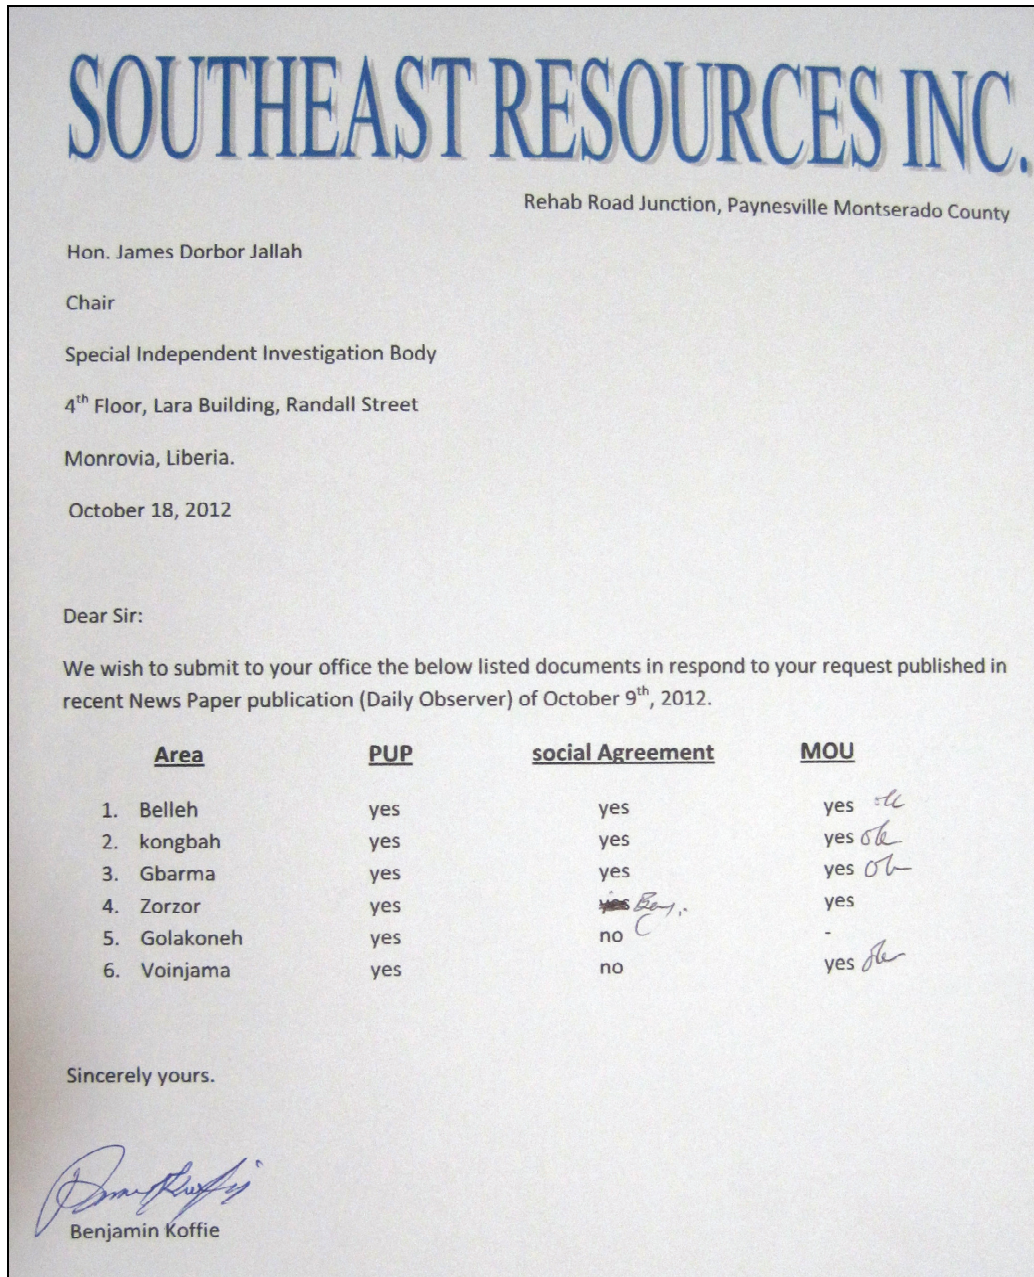 SOUTHEAST RESOURCES INC.
Rehab Road Junction, Paynesville Montserado County
Hon. James Dorbor Jallah
Chair
Special Independent Investigation Body
4th Floor, Lara Building, Randall Street
Monrovia, Liberia.
October 18, 2012
Dear Sir:
We wish to submit to your office the below listed documents in respond to your request published in
recent News Paper publication (Daily Observer) of October 9th, 2012.
Area PUP social Agreement MOU
1. Belleh yes yes yes ok
2. kongbah yes yes yes ok
3. Gbarma yes yes yes ok
4. Zorzor yes yes yes
5. Golakoneh yes no -
6. Voinjama yes no yes ok
Sincerely yours.
Benjamin Koffie